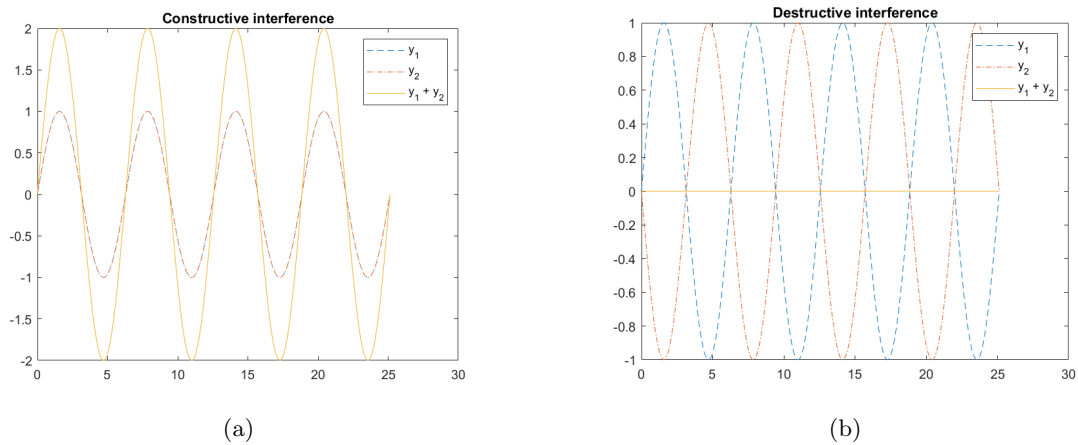 Constructive interference
2
1.5
1
0.5
0
-0.5
-1
-1.5
-2
0 5 10 15 20 25 30
y1
y2
y1 + y2
(a)
Destructive interference
1
0.8
0.6
0.4
0.2
0
-0.2
-0.4
-0.6
-0.8
-1
0 5 10 15 20 25 30
y1
y2
y1 + y2
(b)